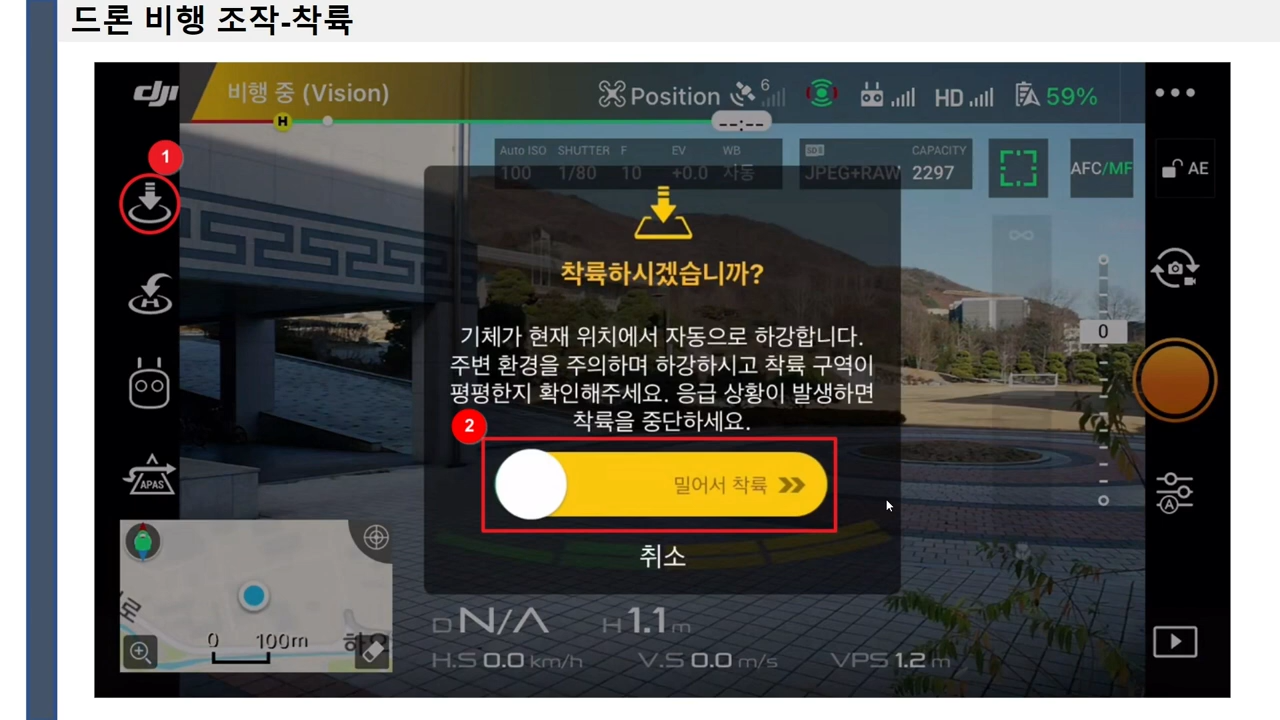 드론 비행 조작-착륙
dji
비행 중 (Vision)
Position
6
HD
59%
H
--:--
1
Auto ISO
100
SHUTTER
1/80
F
10
EV
+0.0
WB
자동
JPEG+RAW
CAPACITY
2297
AFC/MF
AE
착륙하시겠습니까?
기체가 현재 위치에서 자동으로 하강합니다.
주변 환경을 주의하며 하강하시고 착륙 구역이
평평한지 확인해주세요. 응급 상황이 발생하면
착륙을 중단하세요.
2
밀어서 착륙
취소
0
H
APAS
A
0 100m
로
D N/A H 1.1 m
H.S 0.0 km/h V.S 0.0 m/s VPS 1.2 m